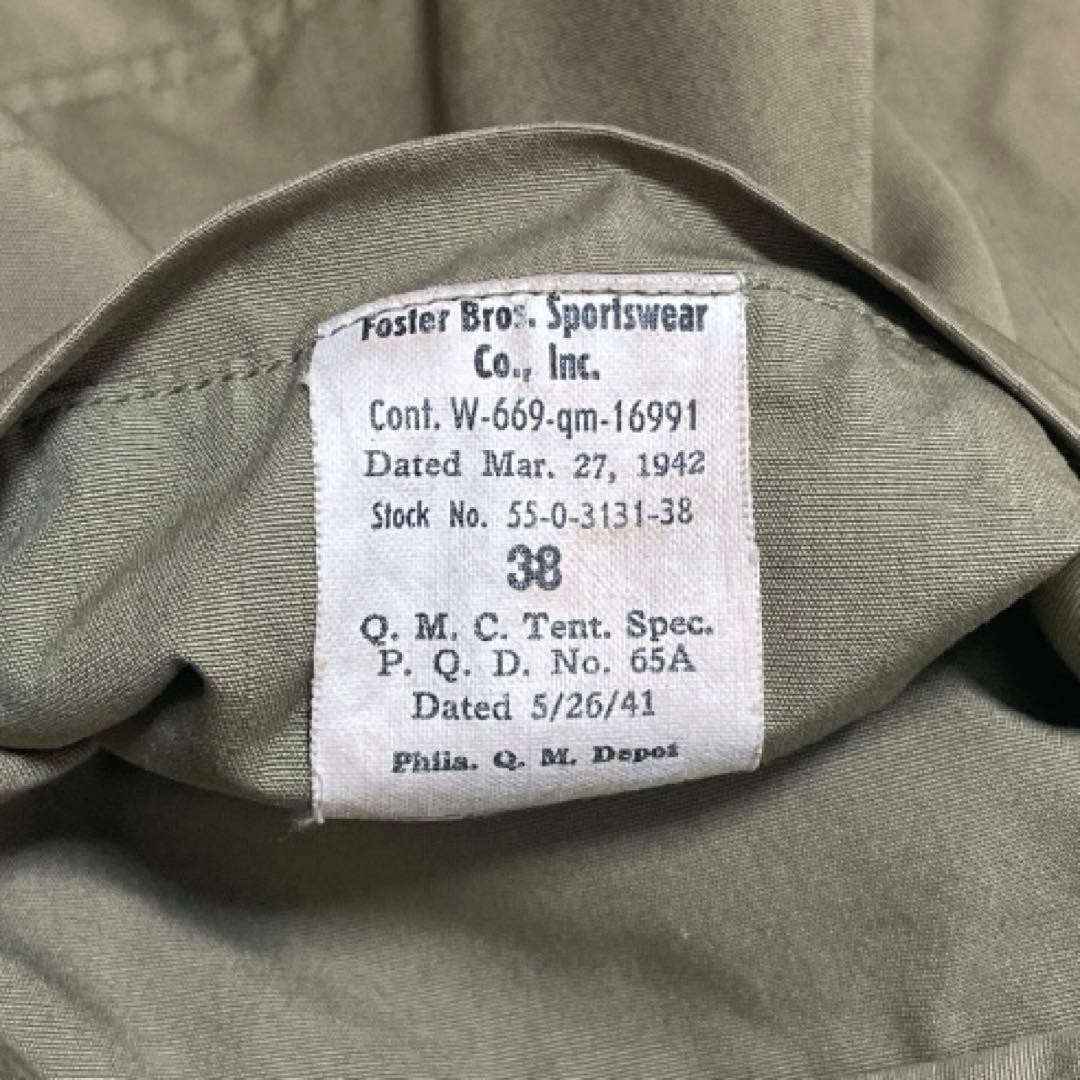 Foster Bros. Sportswear
Co., Inc.
Cont. W-669-qm-16991
Dated Mar. 27, 1942
Stock No. 55-0-3131-38
38
Q. M. C. Tent. Spec.
P. Q. D. No. 65A
Dated 5/26/41
Phila. Q. M. Depot